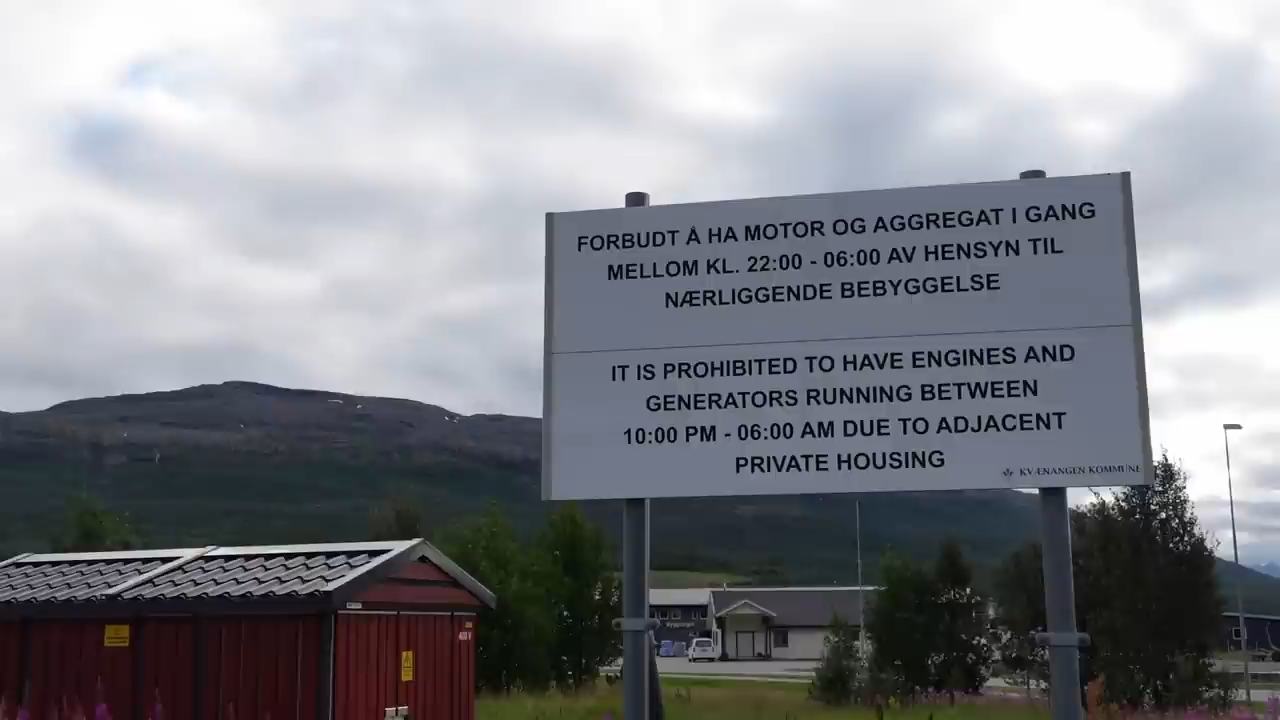 FORBUDT Å HA MOTOR OG AGGREGAT I GANG
MELLOM KL. 22:00 - 06:00 AV HENSYN TIL
NÆRLIGGENDE BEBYGGELSE
IT IS PROHIBITED TO HAVE ENGINES AND
GENERATORS RUNNING BETWEEN
10:00 PM - 06:00 AM DUE TO ADJACENT
PRIVATE HOUSING
KVÆNANGEN KOMMUNE
400 V